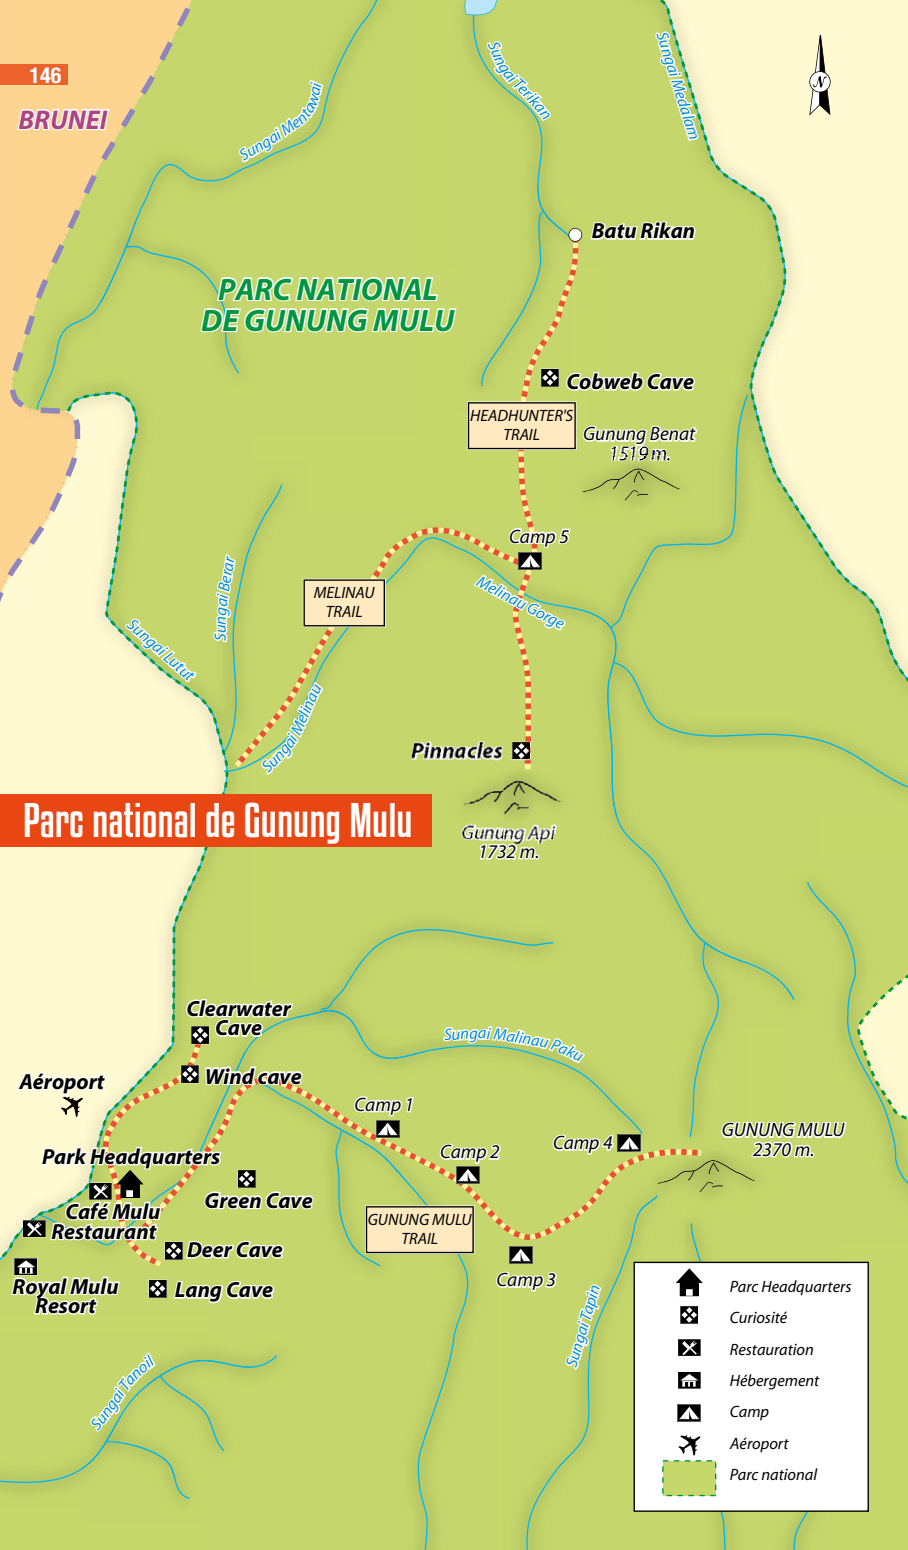 146
BRUNEI
Sungai Mentawai
Sungai Terikan
Sungai Medalam
N
Batu Rikan
PARC NATIONAL
DE GUNUNG MULU
Cobweb Cave
HEADHUNTER'S
TRAIL
Gunung Benat
1519 m.
Camp 5
Melinau Gorge
MELINAU
TRAIL
Sungai Berar
Sungai Lutut
Sungai Melinau
Pinnacles
Parc national de Gunung Mulu
Gunung Api
1732 m.
Clearwater
Cave
Sungai Malinau Paku
Wind cave
Aéroport
Camp 1
Camp 2
Camp 4
GUNUNG MULU
2370 m.
Park Headquarters
Green Cave
Café Mulu
Restaurant
GUNUNG MULU
TRAIL
Deer Cave
Camp 3
Royal Mulu
Resort
Lang Cave
Sungai Tapin
Sungai Tanoil
Parc Headquarters
Curiosité
Restauration
Hébergement
Camp
Aéroport
Parc national